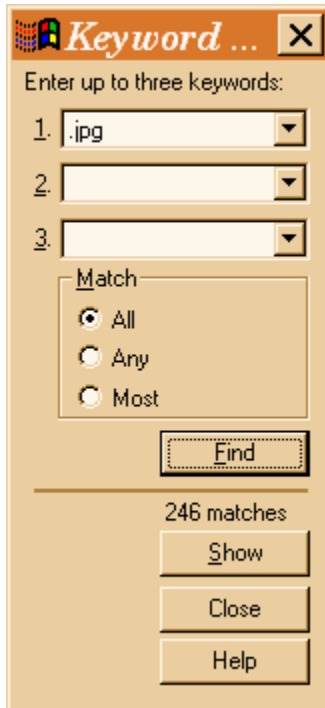 Keyword ...
Enter up to three keywords:
1. .jpg
2.
3.
Match
All
Any
Most
Find
246 matches
Show
Close
Help